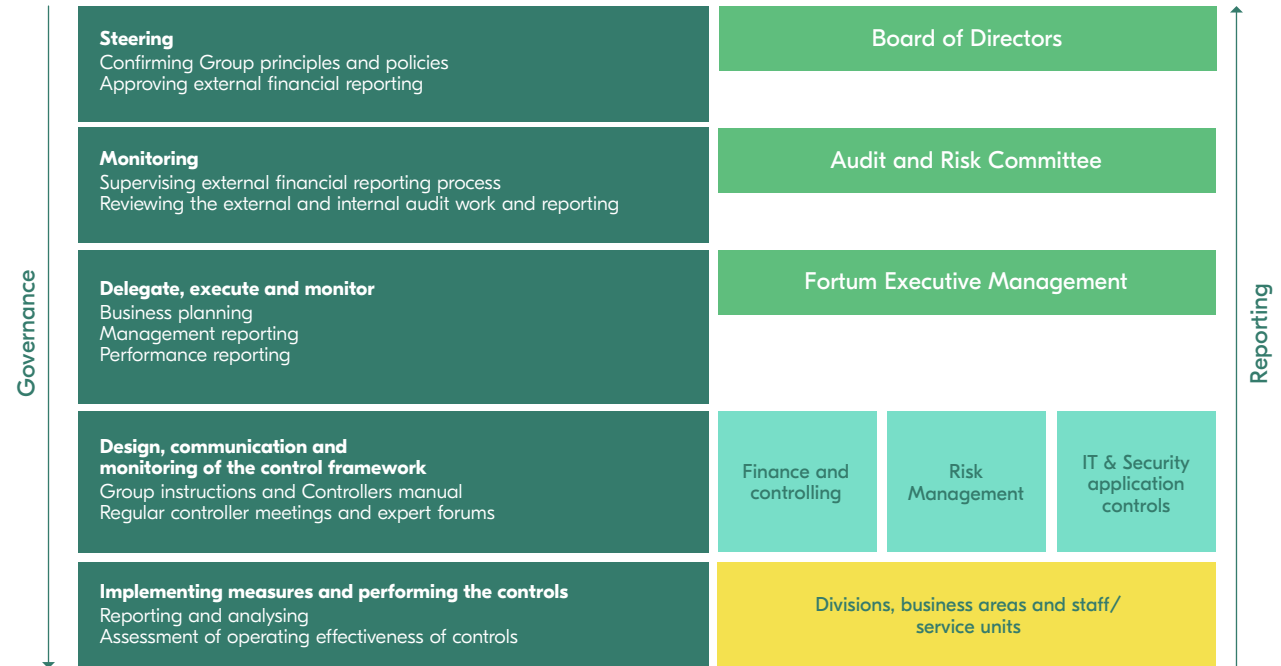 Governance
Steering
Confirming Group principles and policies
Approving external financial reporting
Board of Directors
Monitoring
Supervising external financial reporting process
Reviewing the external and internal audit work and reporting
Audit and Risk Committee
Delegate, execute and monitor
Business planning
Management reporting
Performance reporting
Fortum Executive Management
Design, communication and
monitoring of the control framework
Group instructions and Controllers manual
Regular controller meetings and expert forums
Finance and
controlling
Risk
Management
IT & Security
application
controls
Implementing measures and performing the controls
Reporting and analysing
Assessment of operating effectiveness of controls
Divisions, business areas and staff/
service units
Reporting